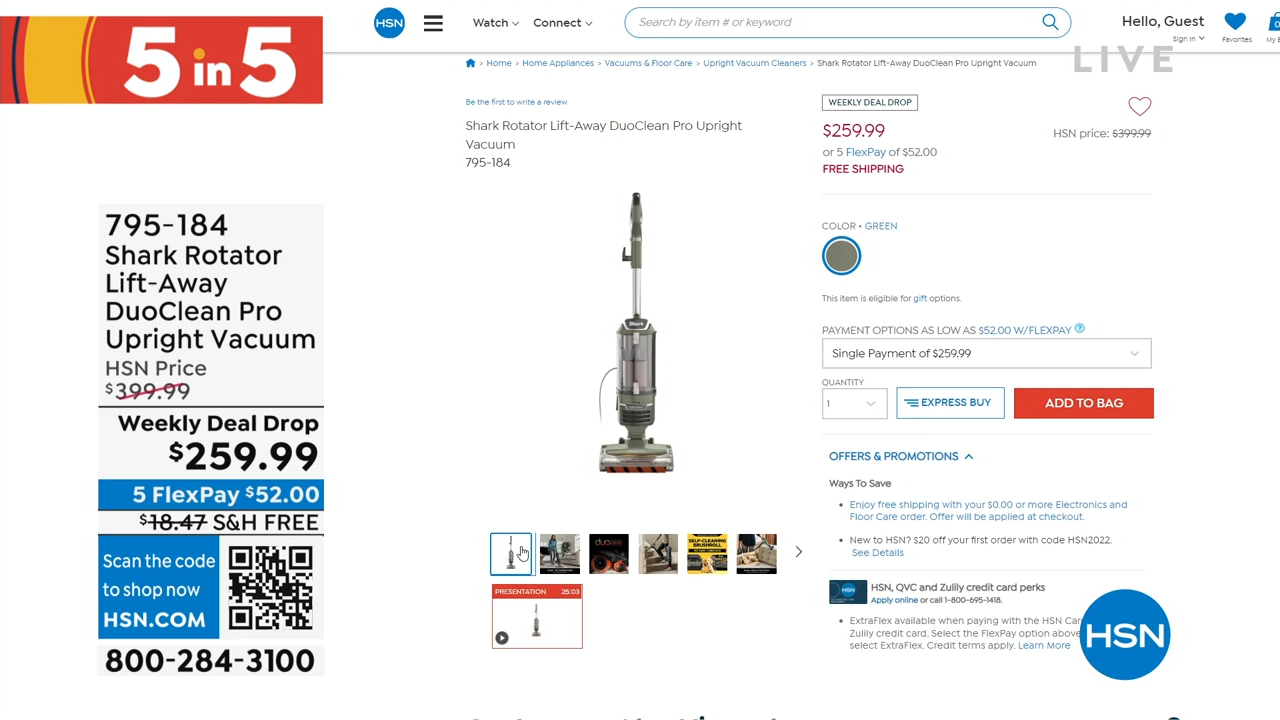 5 in 5
795-184
Shark Rotator
Lift-Away
DuoClean Pro
Upright Vacuum
HSN Price
$399.99
Weekly Deal Drop
$259.99
5 FlexPay $52.00
$18.47 S&H FREE
Scan the code
to shop now
HSN.COM
800-284-3100
HSN
Watch
Connect
Search by item # or keyword
Hello, Guest
Sign In
Favorites
0
LIVE
> Home > Home Appliances > Vacuums & Floor Care > Upright Vacuum Cleaners > Shark Rotator Lift-Away DuoClean Pro Upright Vacuum
Be the first to write a review
Shark Rotator Lift-Away DuoClean Pro Upright
Vacuum
795-184
Shark
duo
SELF-CLEANING
BRUSHROLL
PRESENTATION 25:03
WEEKLY DEAL DROP
$259.99
HSN price: $399.99
or 5 FlexPay of $52.00
FREE SHIPPING
COLOR • GREEN
This item is eligible for gift options.
PAYMENT OPTIONS AS LOW AS $52.00 W/FLEXPAY ?
Single Payment of $259.99
QUANTITY
1
EXPRESS BUY
ADD TO BAG
OFFERS & PROMOTIONS
Ways To Save
• Enjoy free shipping with your $0.00 or more Electronics and
Floor Care order. Offer will be applied at checkout.
• New to HSN? $20 off your first order with code HSN2022.
See Details
HSN
HSN, QVC and Zulily credit card perks
Apply online or call 1-800-695-1418.
• ExtraFlex available when paying with the HSN
Zulily credit card. Select the FlexPay option above
select ExtraFlex. Credit terms apply. Learn More
HSN